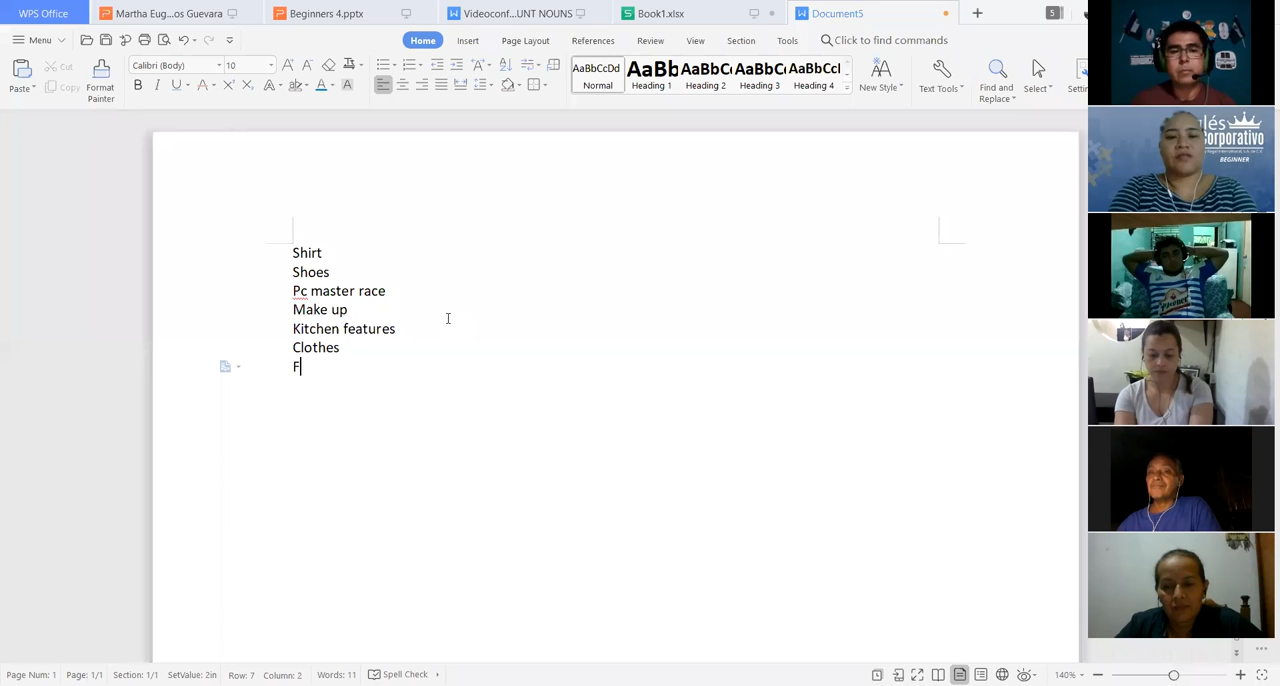 WPS Office
Martha Eug...os Guevara
Beginners 4.pptx
Videoconf...UNT NOUNS
Book1.xlsx
Document5
5
Menu
Home
Insert
Page Layout
References
Review
View
Section
Tools
Click to find commands
Paste
Cut
Copy
Format
Painter
Calibri (Body)
10
AaBbCcDd
Normal
AaBb
Heading 1
AaBbC
Heading 2
AaBbC
Heading 3
AaBbCcI
Heading 4
New Style
Text Tools
Find and
Replace
Select
Shirt
Shoes
Pc master race
Make up
Kitchen features
Clothes
F
lés
orporativo
BEGINNER
Page Num: 1
Page: 1/1
Section: 1/1
SetValue: 2in
Row: 7
Column: 2
Words: 11
Spell Check
140%